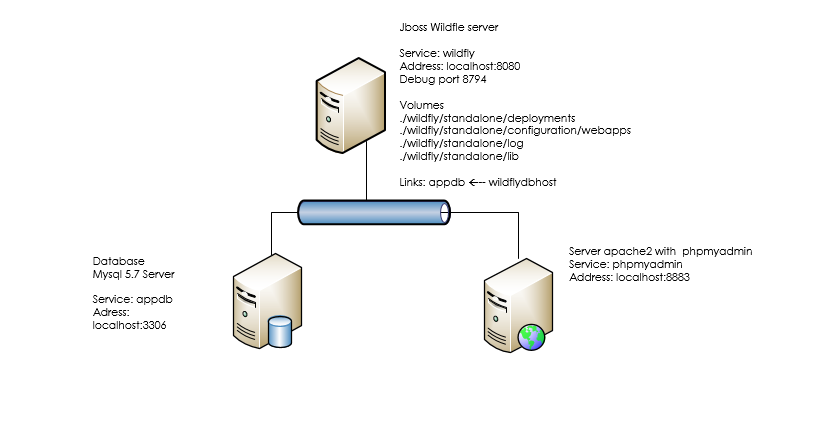 Jboss Wildfle server
Service: wildfly
Address: localhost:8080
Debug port 8794
Volumes
./wildfly/standalone/deployments
./wildfly/standalone/configuration/webapps
./wildfly/standalone/log
./wildfly/standalone/lib
Links: appdb <--- wildflydbhost
Database
Mysql 5.7 Server
Service: appdb
Adress:
localhost:3306
Server apache2 with  phpmyadmin
Service: phpmyadmin
Address: localhost:8883